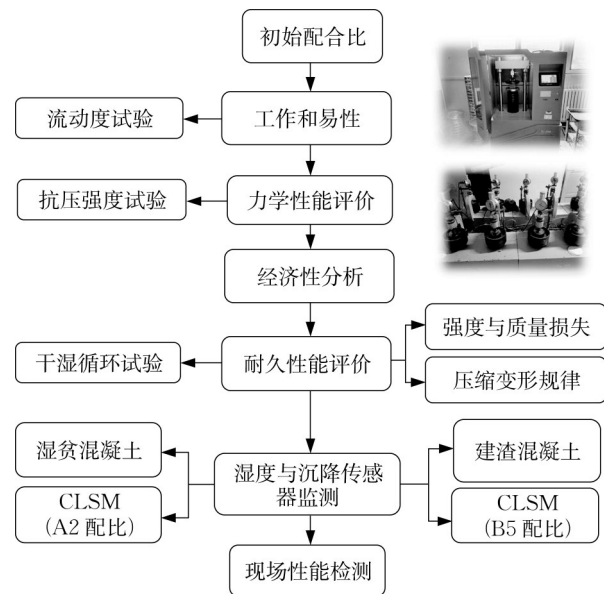 初始配合比
流动度试验
工作和易性
抗压强度试验
力学性能评价
经济性分析
强度与质量损失
干湿循环试验
耐久性能评价
压缩变形规律
湿贫混凝土
建渣混凝土
湿度与沉降传感
器监测
CLSM
(A2 配比)
CLSM
(B5 配比)
现场性能检测